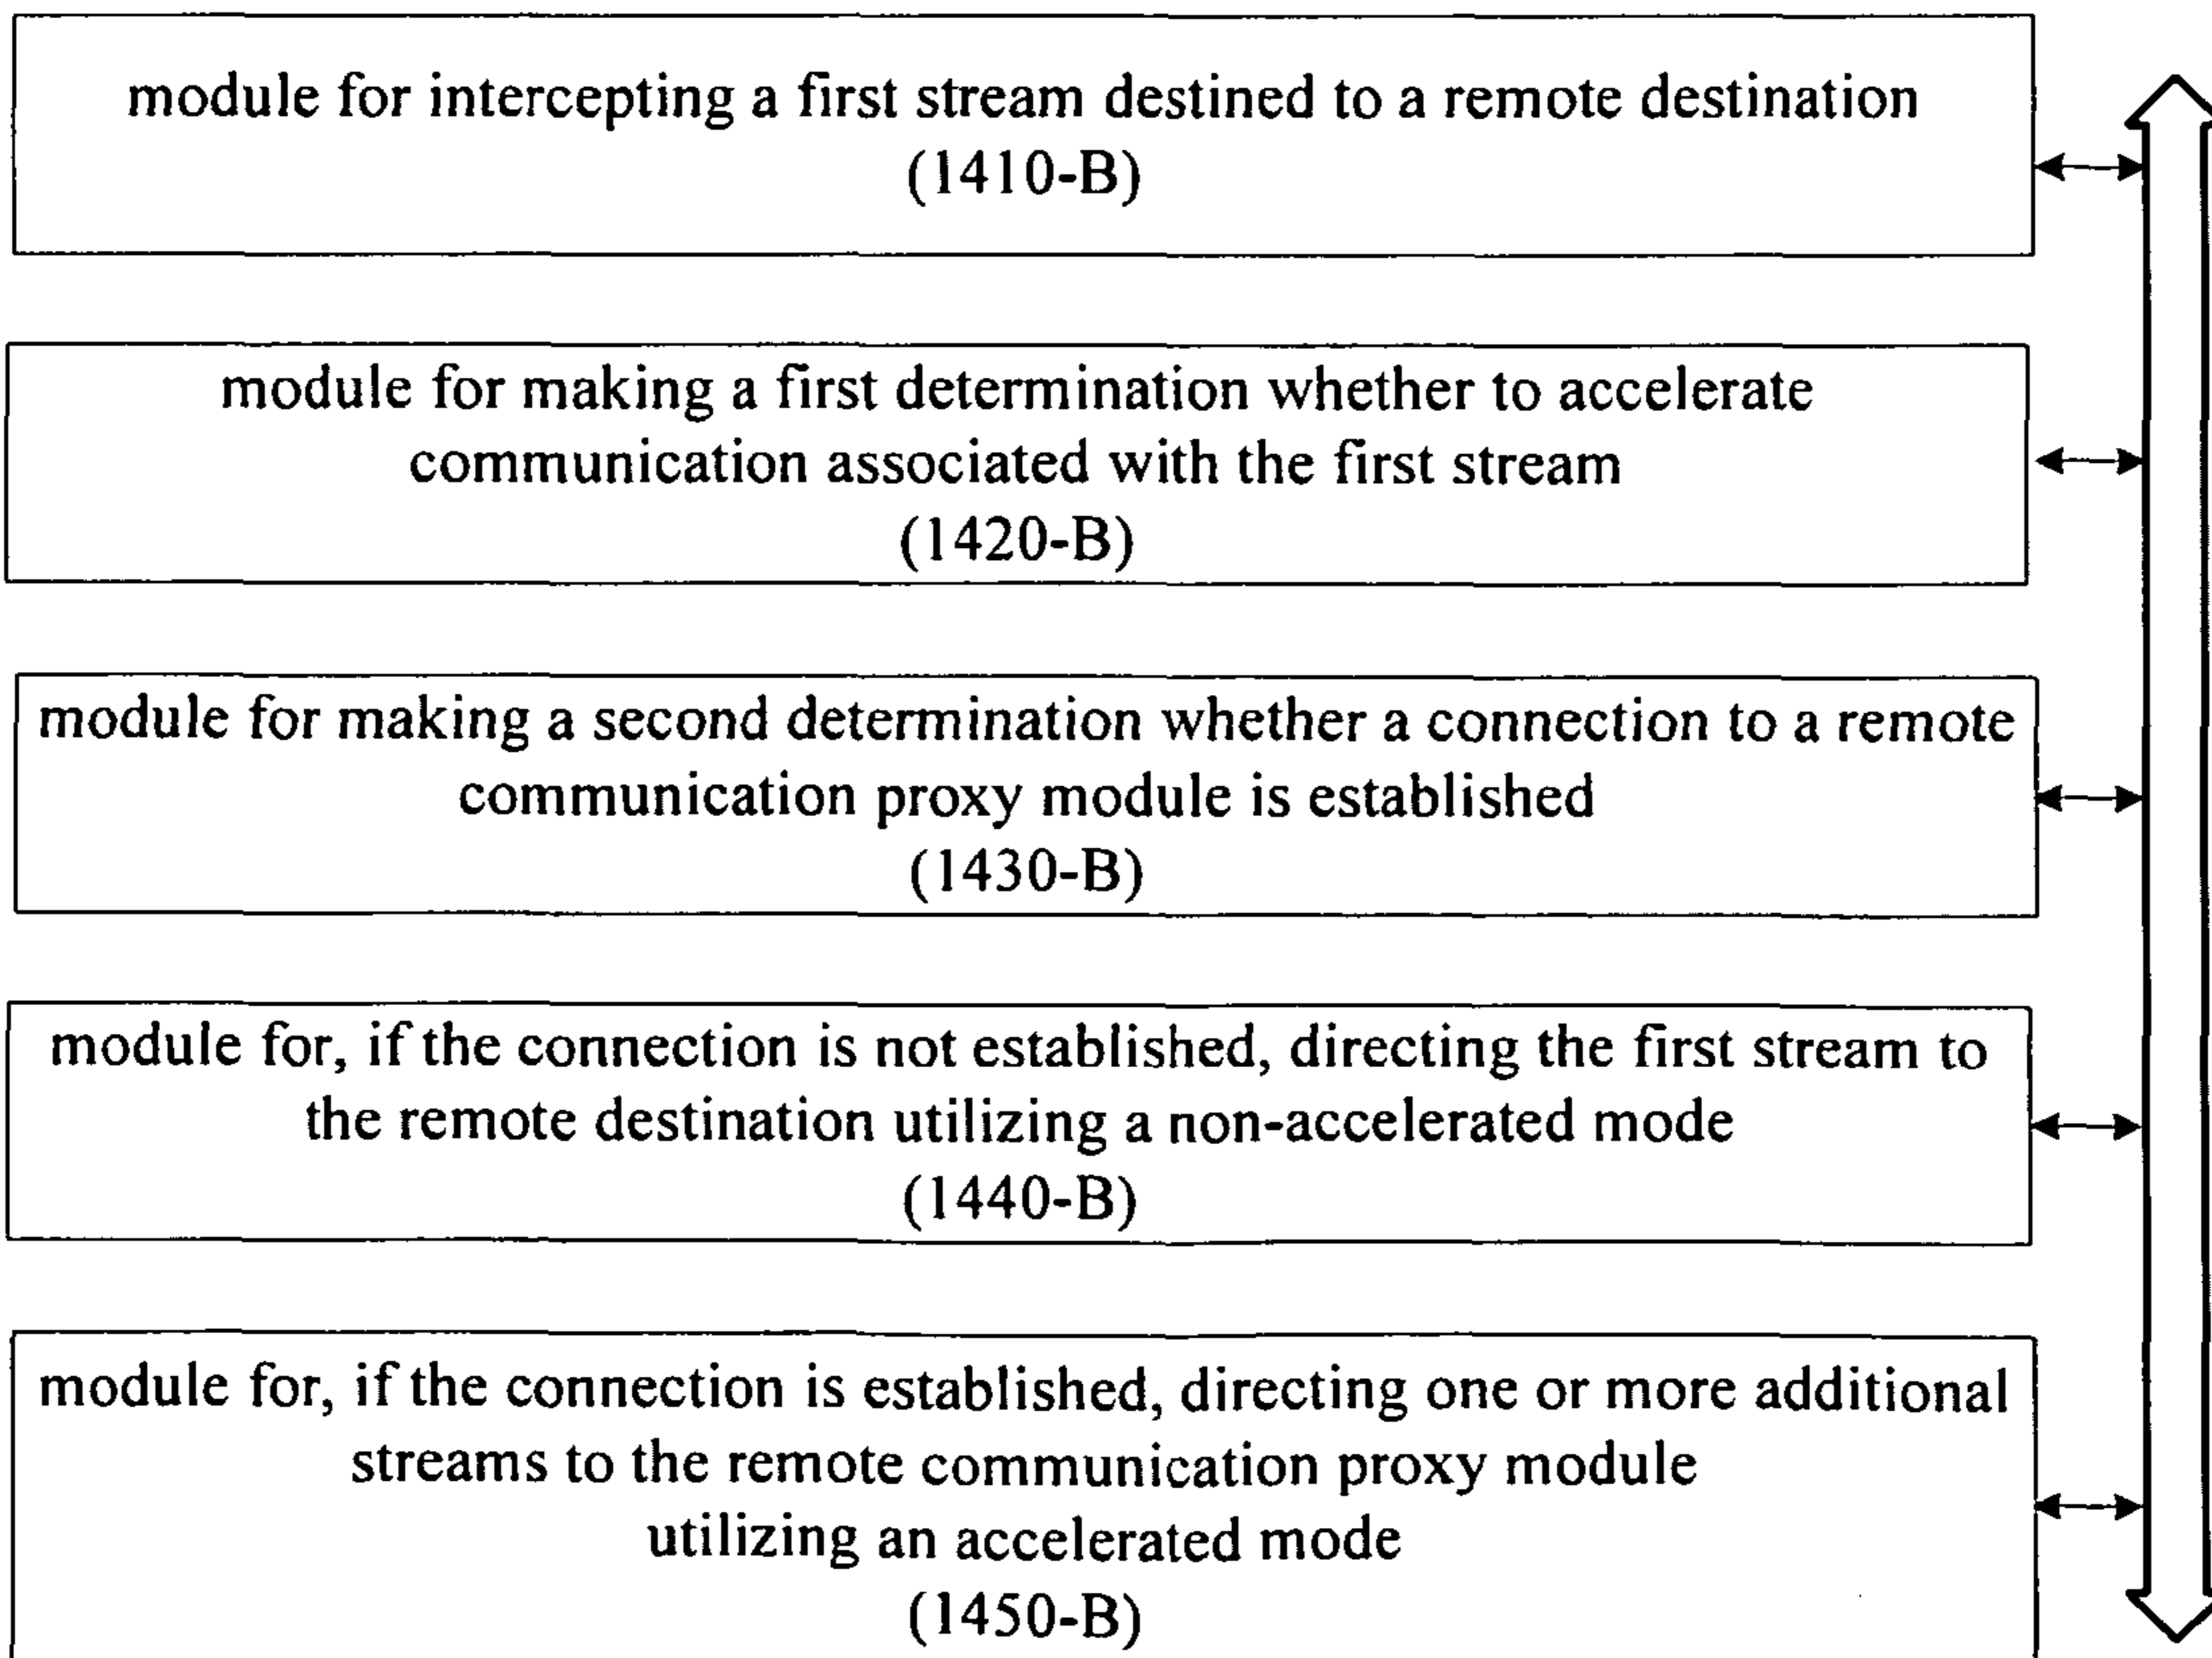 module for intercepting a first stream destined to a remote destination
(1410-B)
module for making a first determination whether to accelerate
communication associated with the first stream
(1420-B)
module for making a second determination whether a connection to a remote
communication proxy module is established
(1430-B)
module for, if the connection is not established, directing the first stream to
the remote destination utilizing a non-accelerated mode
(1440-B)
module for, if the connection is established, directing one or more additional
streams to the remote communication proxy module
utilizing an accelerated mode
(1450-B)